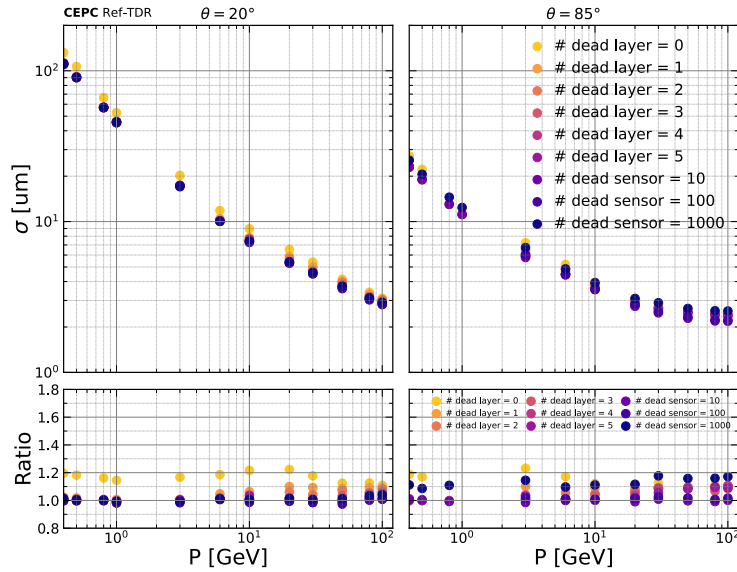 CEPC Ref-TDR
θ = 20°
θ = 85°
10²
10¹
10⁰
σ [um]
# dead layer = 0
# dead layer = 1
# dead layer = 2
# dead layer = 3
# dead layer = 4
# dead layer = 5
# dead sensor = 10
# dead sensor = 100
# dead sensor = 1000
1.8
1.6
1.4
1.2
1.0
0.8
Ratio
# dead layer = 0
# dead layer = 1
# dead layer = 2
# dead layer = 3
# dead layer = 4
# dead layer = 5
# dead sensor = 10
# dead sensor = 100
# dead sensor = 1000
10⁰
10¹
10²
10⁰
10¹
10²
P [GeV]
P [GeV]